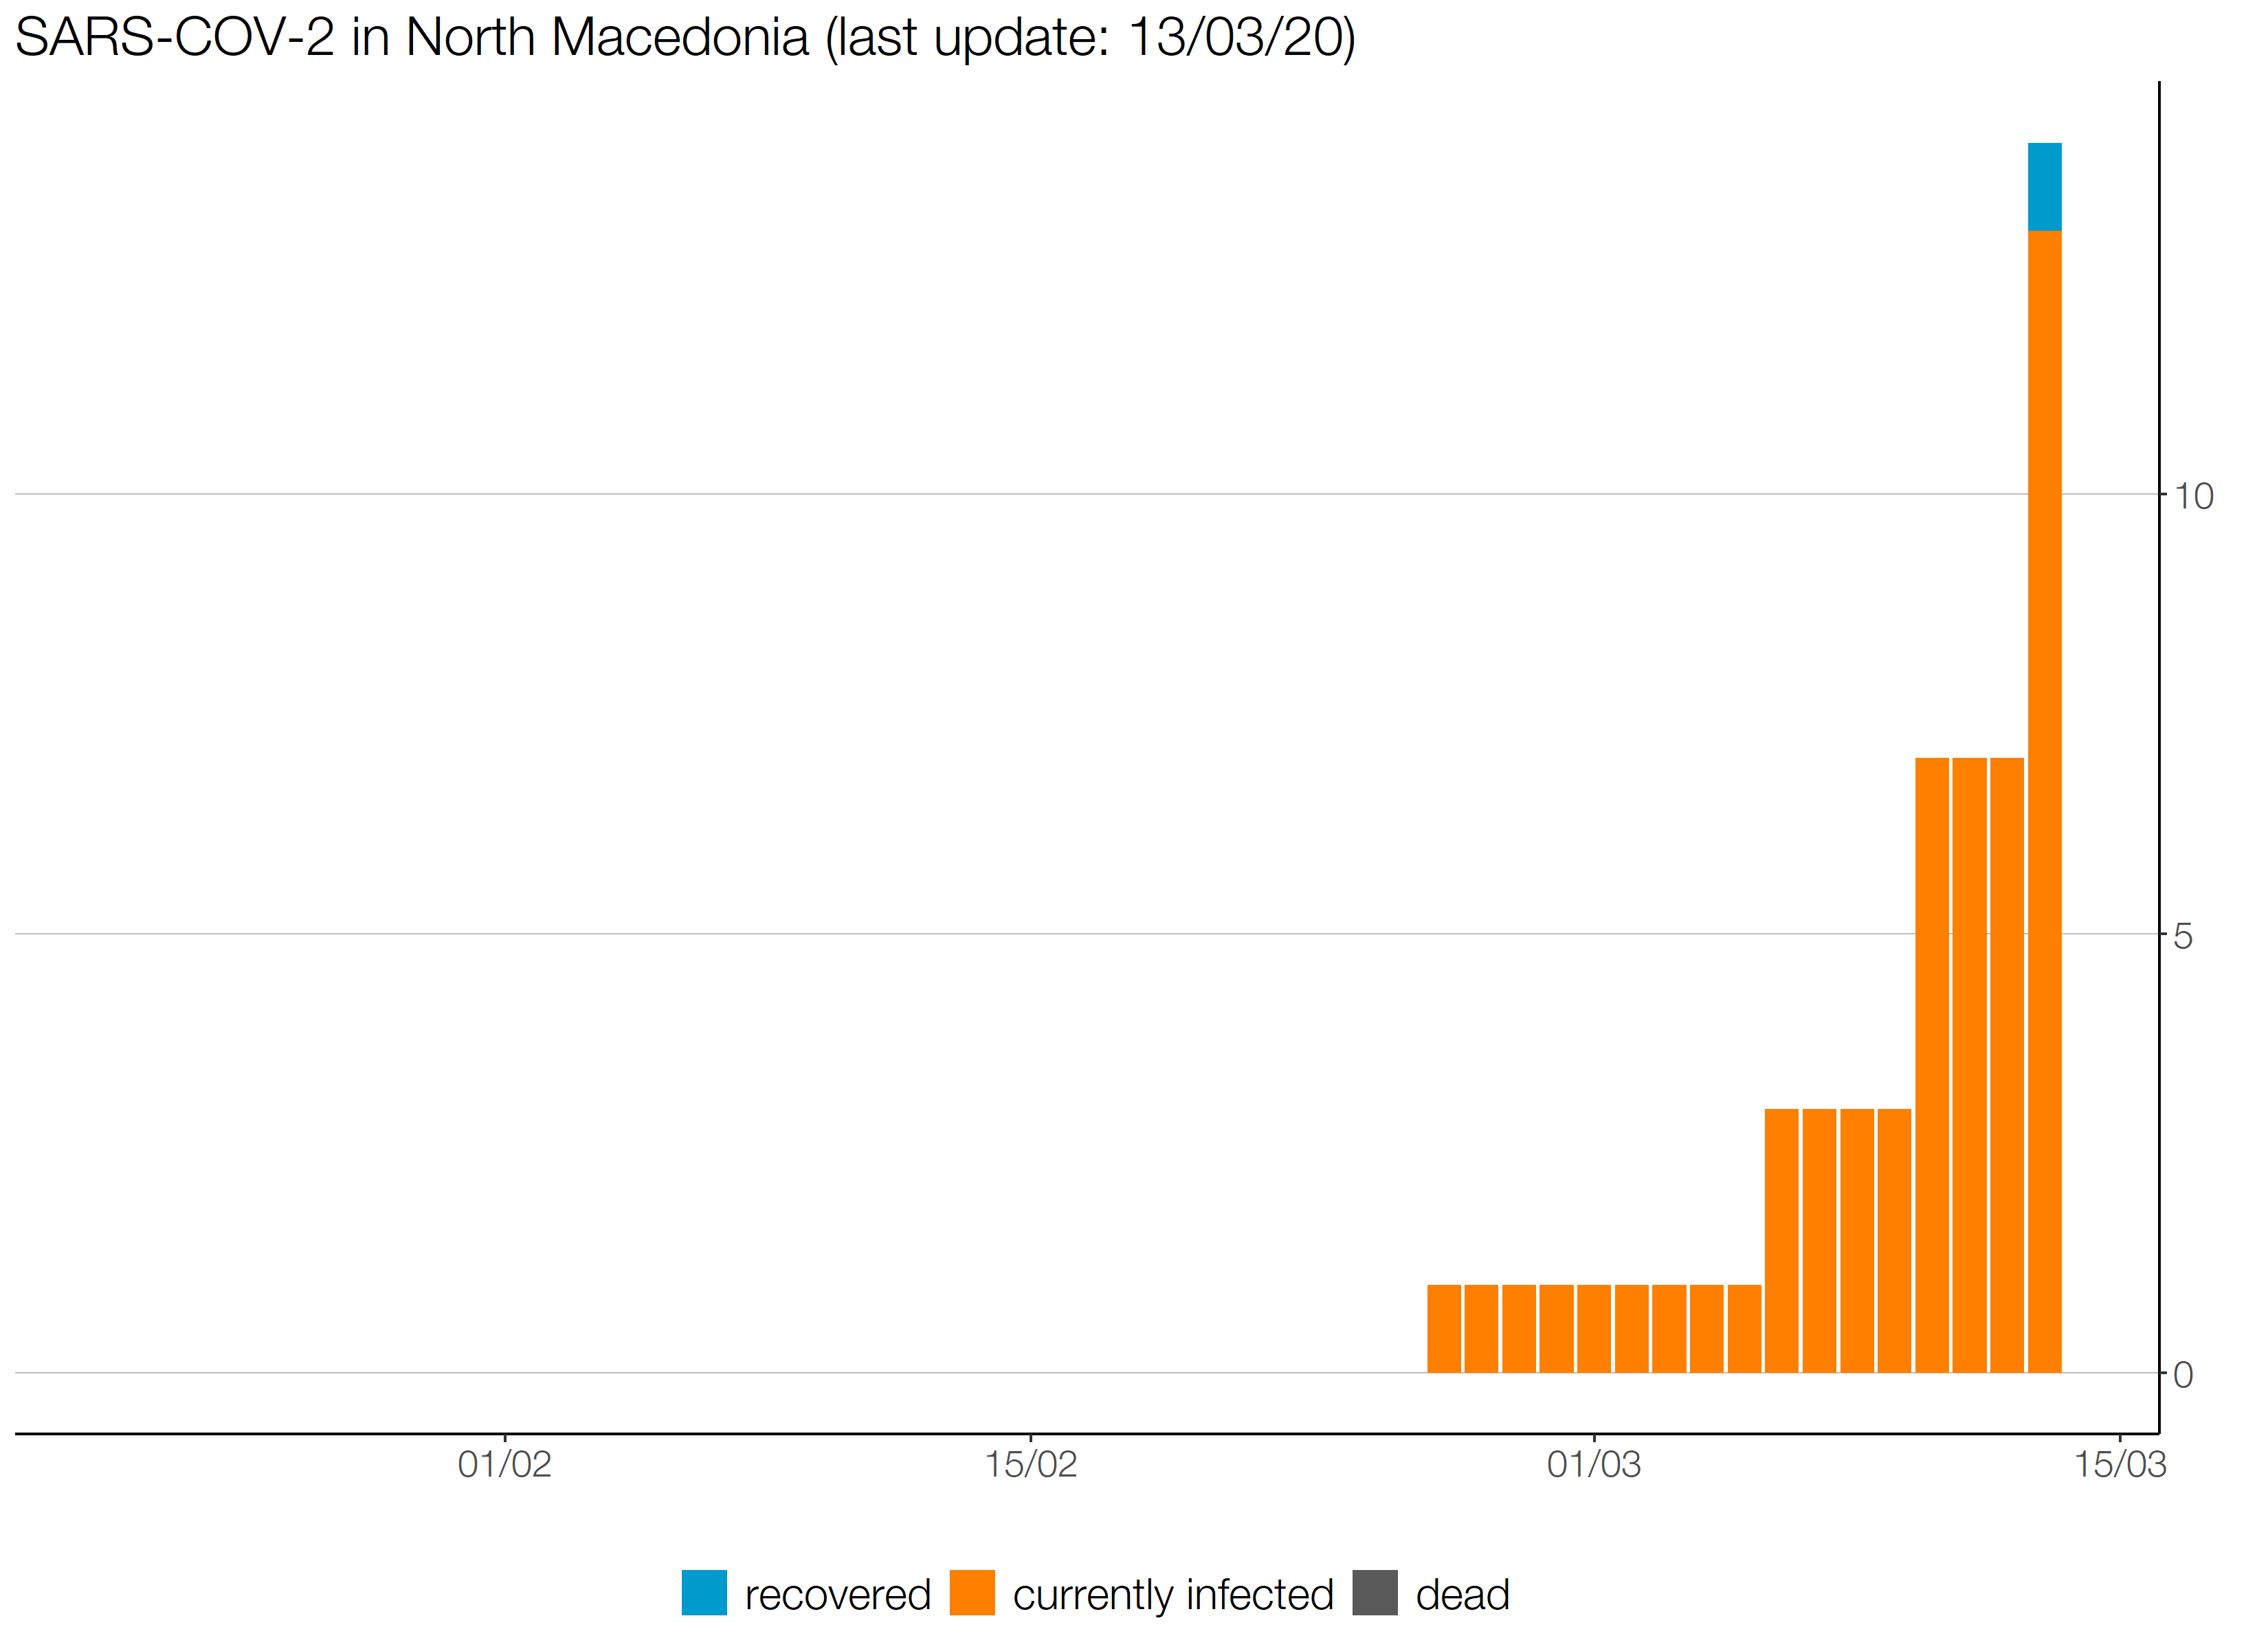 SARS-COV-2 in North Macedonia (last update: 13/03/20)
10
5
0
01/02 15/02 01/03 15/03
recovered currently infected dead